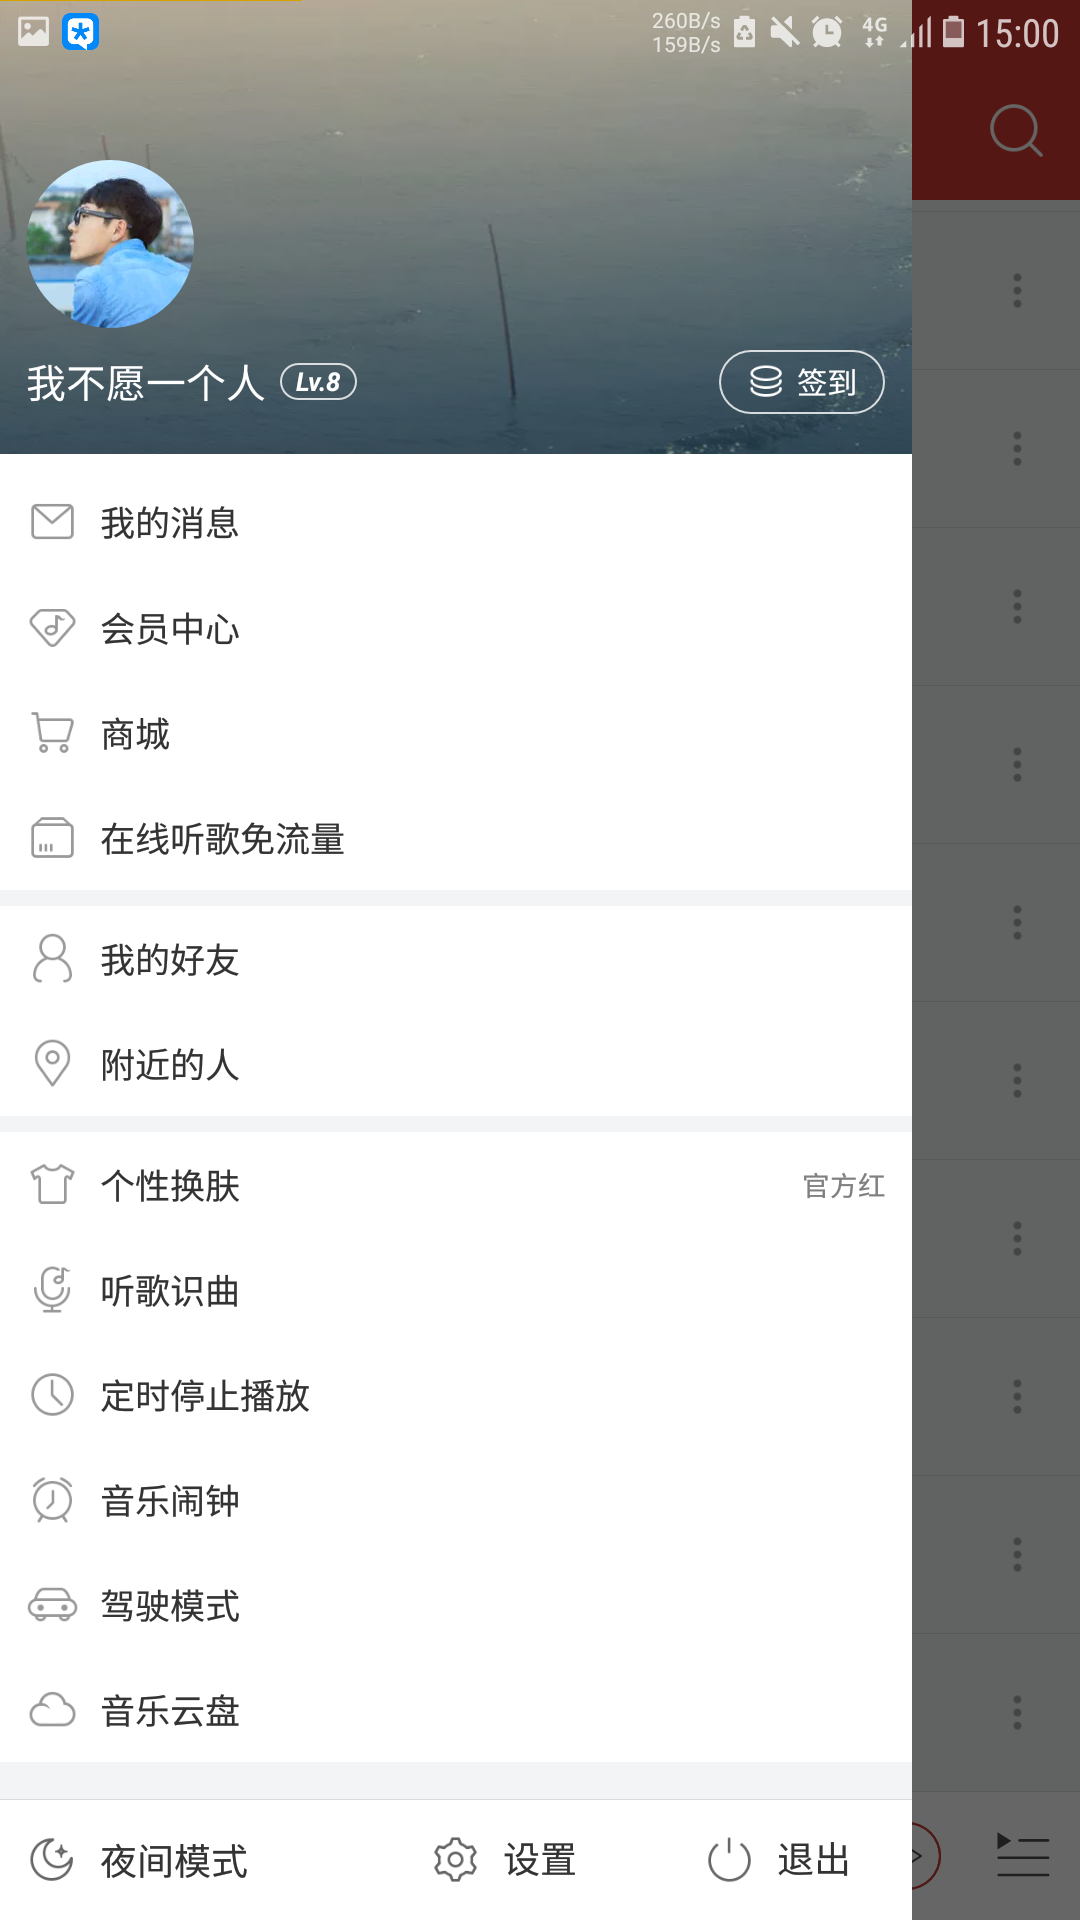 260B/s
159B/s
4G
15:00
我不愿一个人 Lv.8
签到
我的消息
会员中心
商城
在线听歌免流量
我的好友
附近的人
个性换肤 官方红
听歌识曲
定时停止播放
音乐闹钟
驾驶模式
音乐云盘
夜间模式 设置 退出